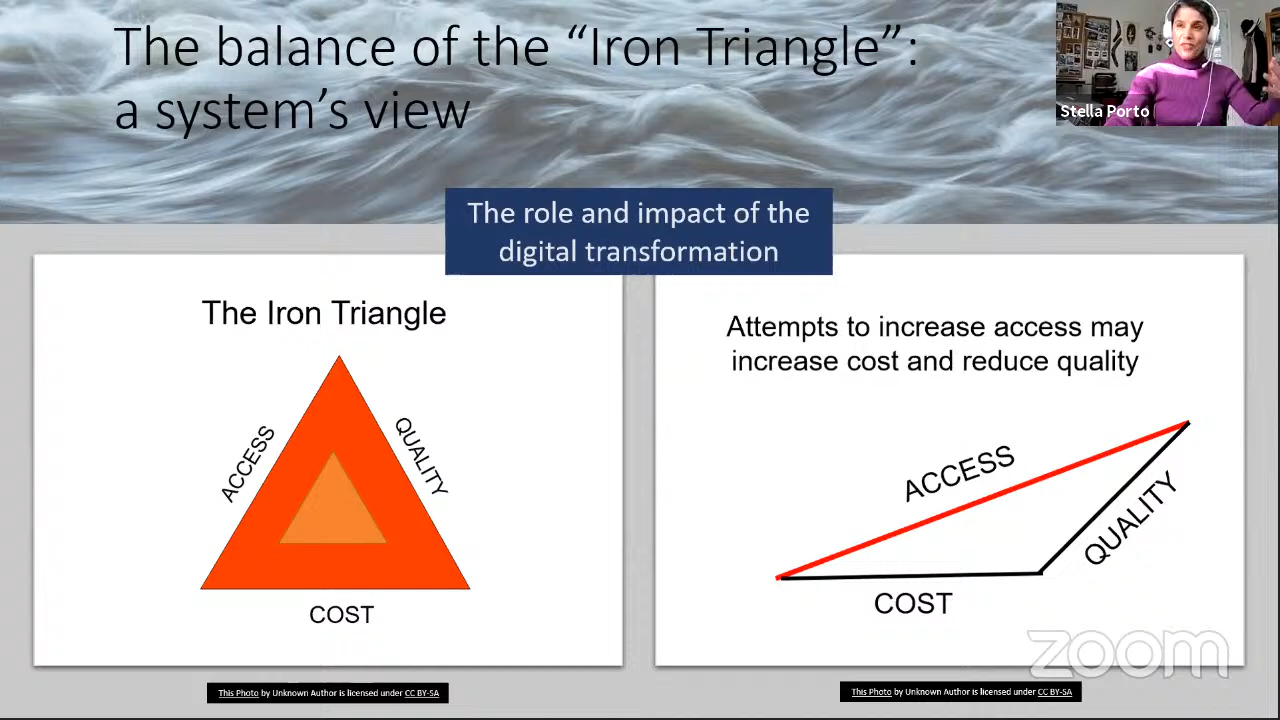 The balance of the “Iron Triangle”:
a system’s view
Stella Porto
The role and impact of the
digital transformation
The Iron Triangle
ACCESS
QUALITY
COST
This Photo by Unknown Author is licensed under CC BY-SA
Attempts to increase access may
increase cost and reduce quality
ACCESS
QUALITY
COST
zoom
This Photo by Unknown Author is licensed under CC BY-SA